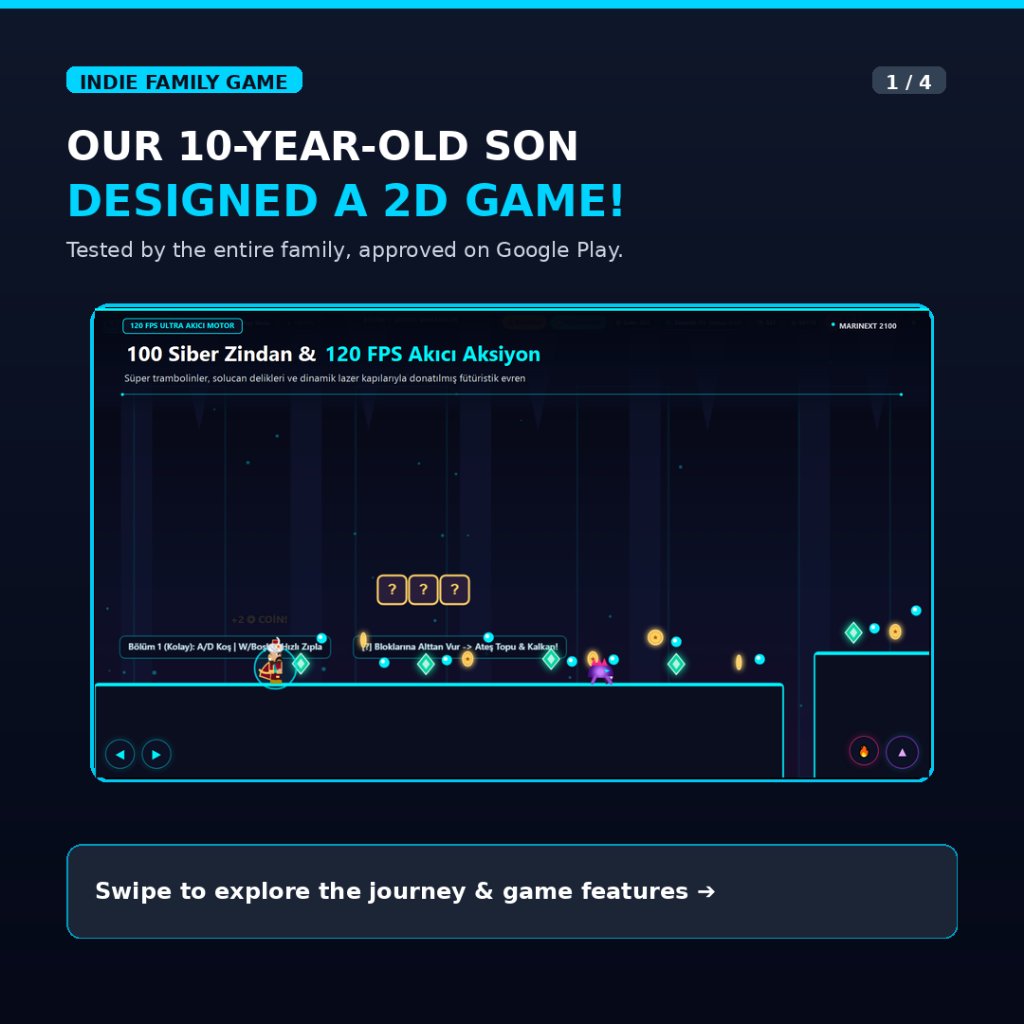 INDIE FAMILY GAME
1 / 4
OUR 10-YEAR-OLD SON
DESIGNED A 2D GAME!
Tested by the entire family, approved on Google Play.
120 FPS ULTRA AKICI MOTOR
MARINEXT 2100
100 Siber Zindan & 120 FPS Akıcı Aksiyon
Süper trambolinler, solucan delikleri ve dinamik lazer kapılarıyla donatılmış fütüristik evren
? ? ?
+2 COİN!
Bölüm 1 (Kolay): A/D Koş | W/Boşluk Hızlı Zıpla
[?] Bloklarına Alttan Vur -> Ateş Topu & Kalkan!
Swipe to explore the journey & game features →